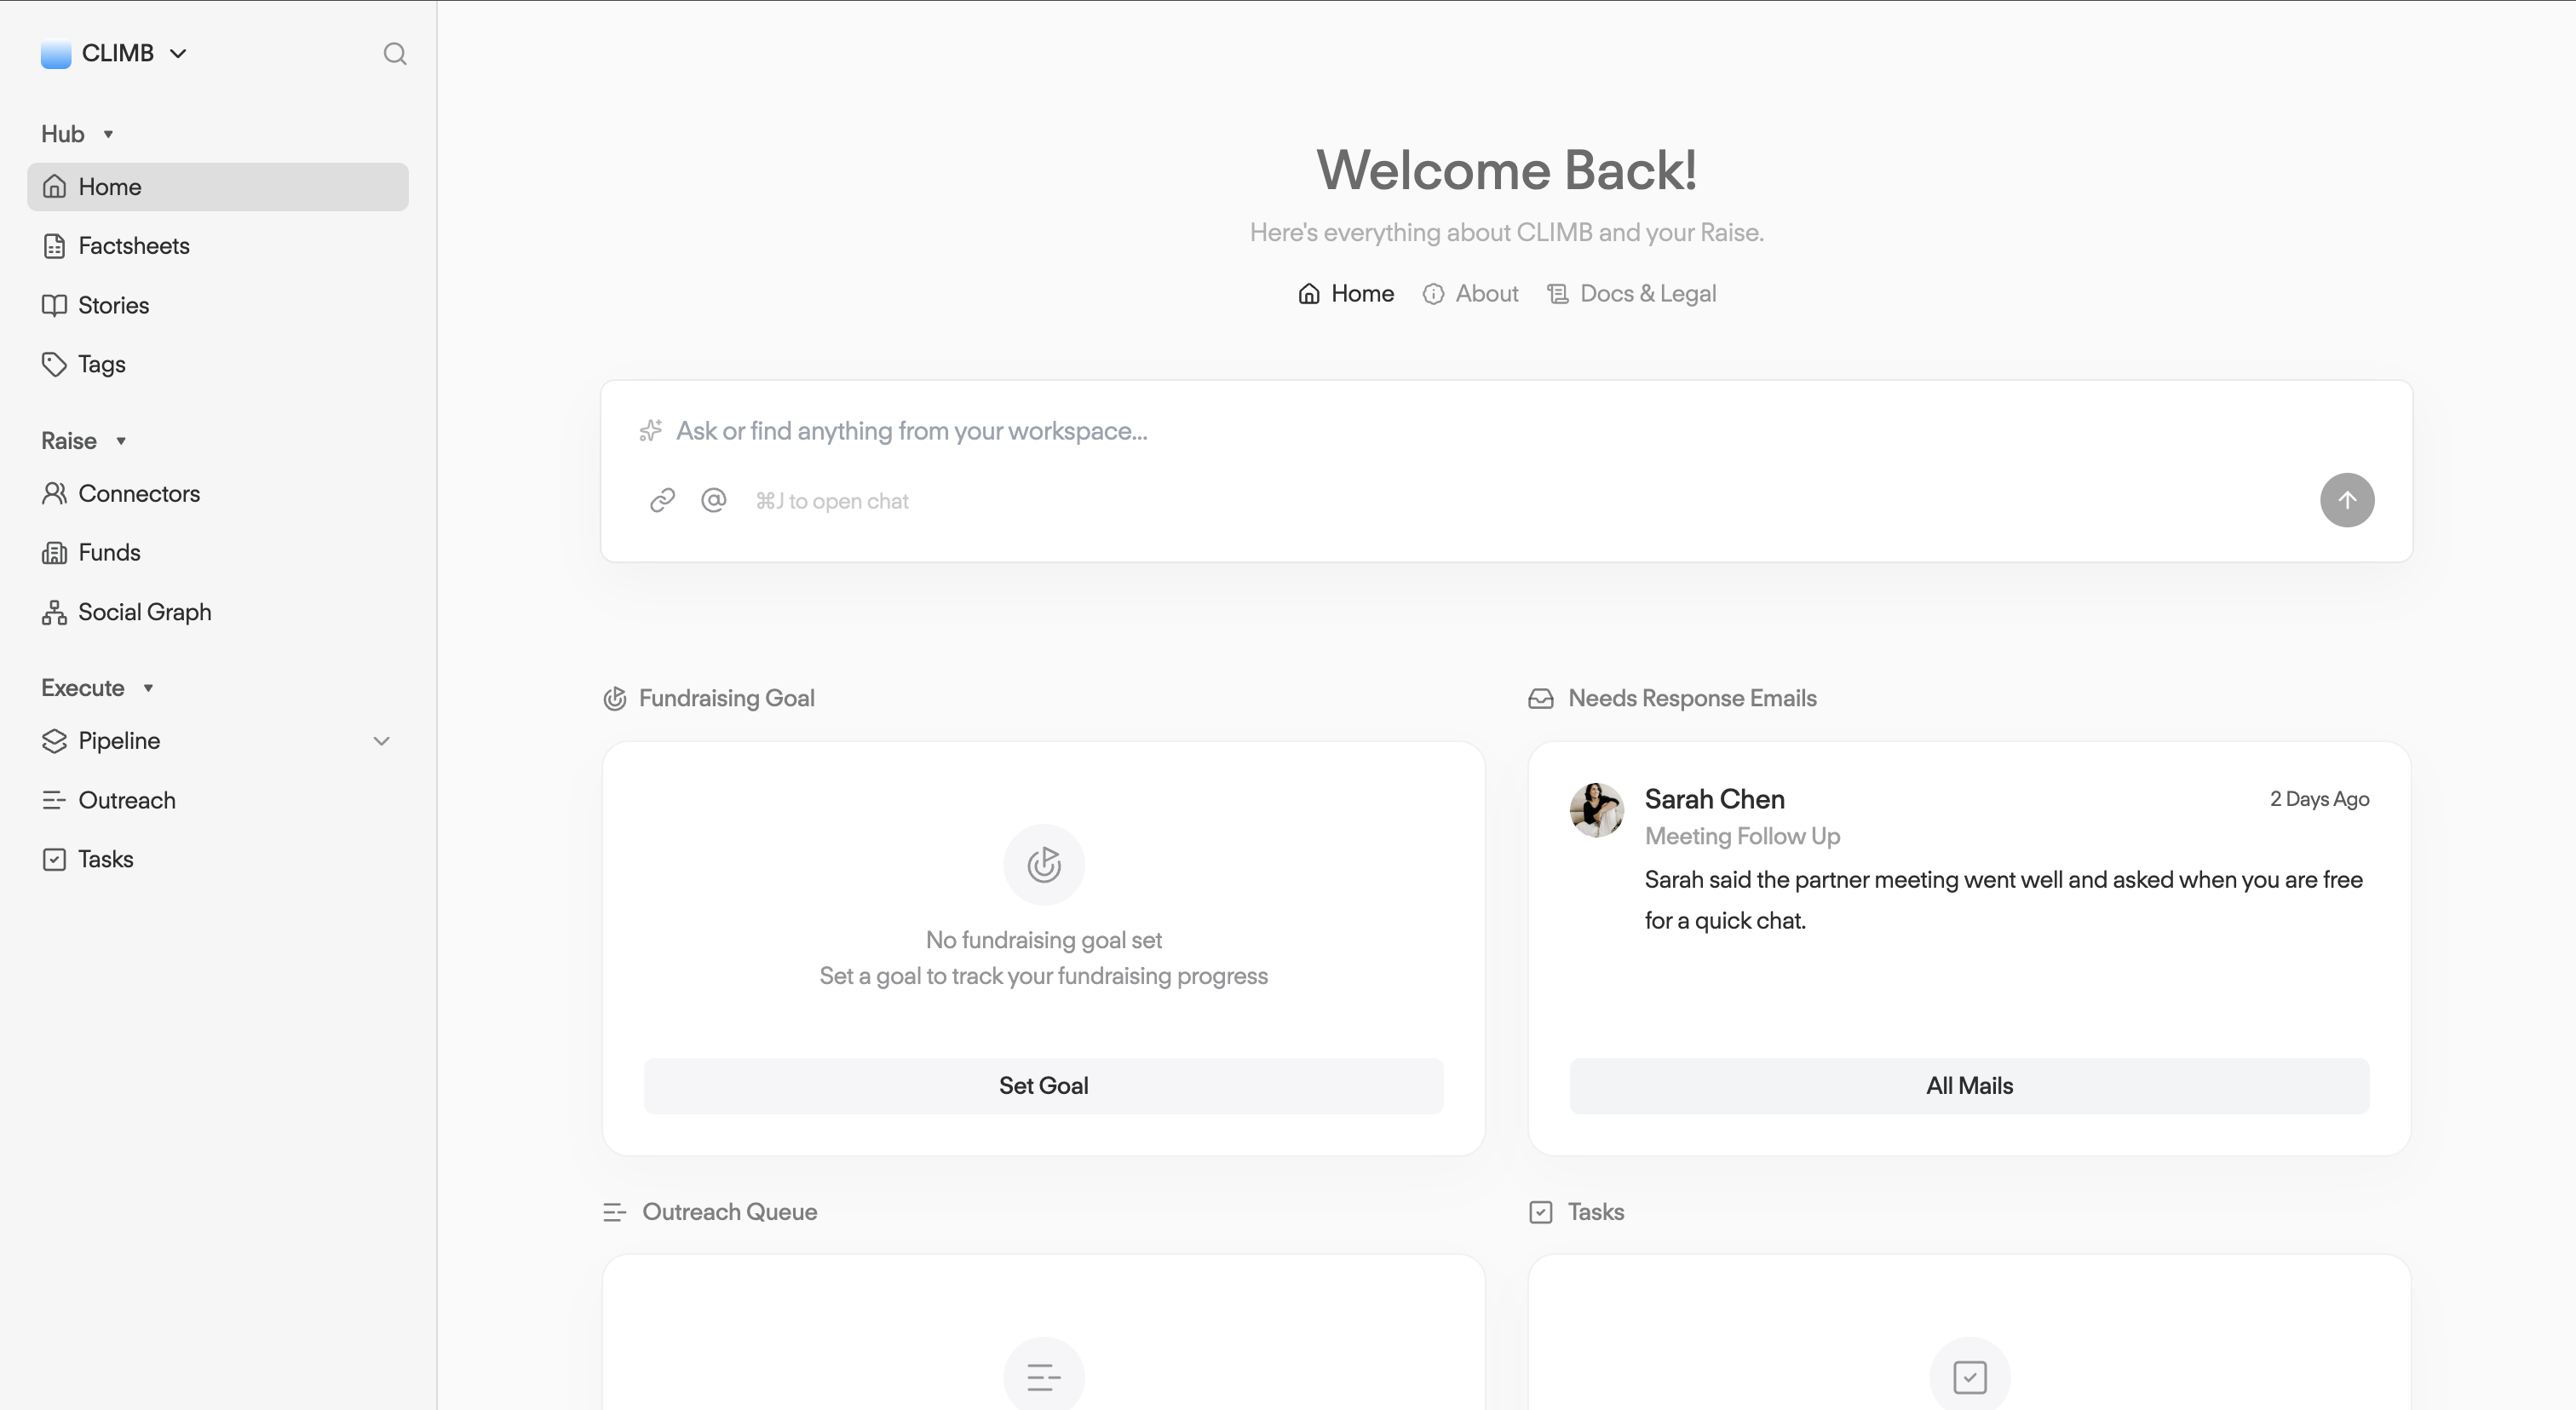 CLIMB
Hub
Home
Factsheets
Stories
Tags
Raise
Connectors
Funds
Social Graph
Execute
Pipeline
Outreach
Tasks
Welcome Back!
Here's everything about CLIMB and your Raise.
Home About Docs & Legal
Ask or find anything from your workspace...
⌘J to open chat
Fundraising Goal
No fundraising goal set
Set a goal to track your fundraising progress
Set Goal
Needs Response Emails
Sarah Chen 2 Days Ago
Meeting Follow Up
Sarah said the partner meeting went well and asked when you are free
for a quick chat.
All Mails
Outreach Queue
Tasks